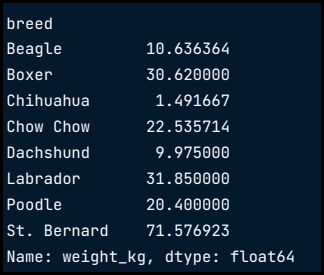 breed
Beagle         10.636364
Boxer          30.620000
Chihuahua       1.491667
Chow Chow      22.535714
Dachshund       9.975000
Labrador       31.850000
Poodle         20.400000
St. Bernard    71.576923
Name: weight_kg, dtype: float64